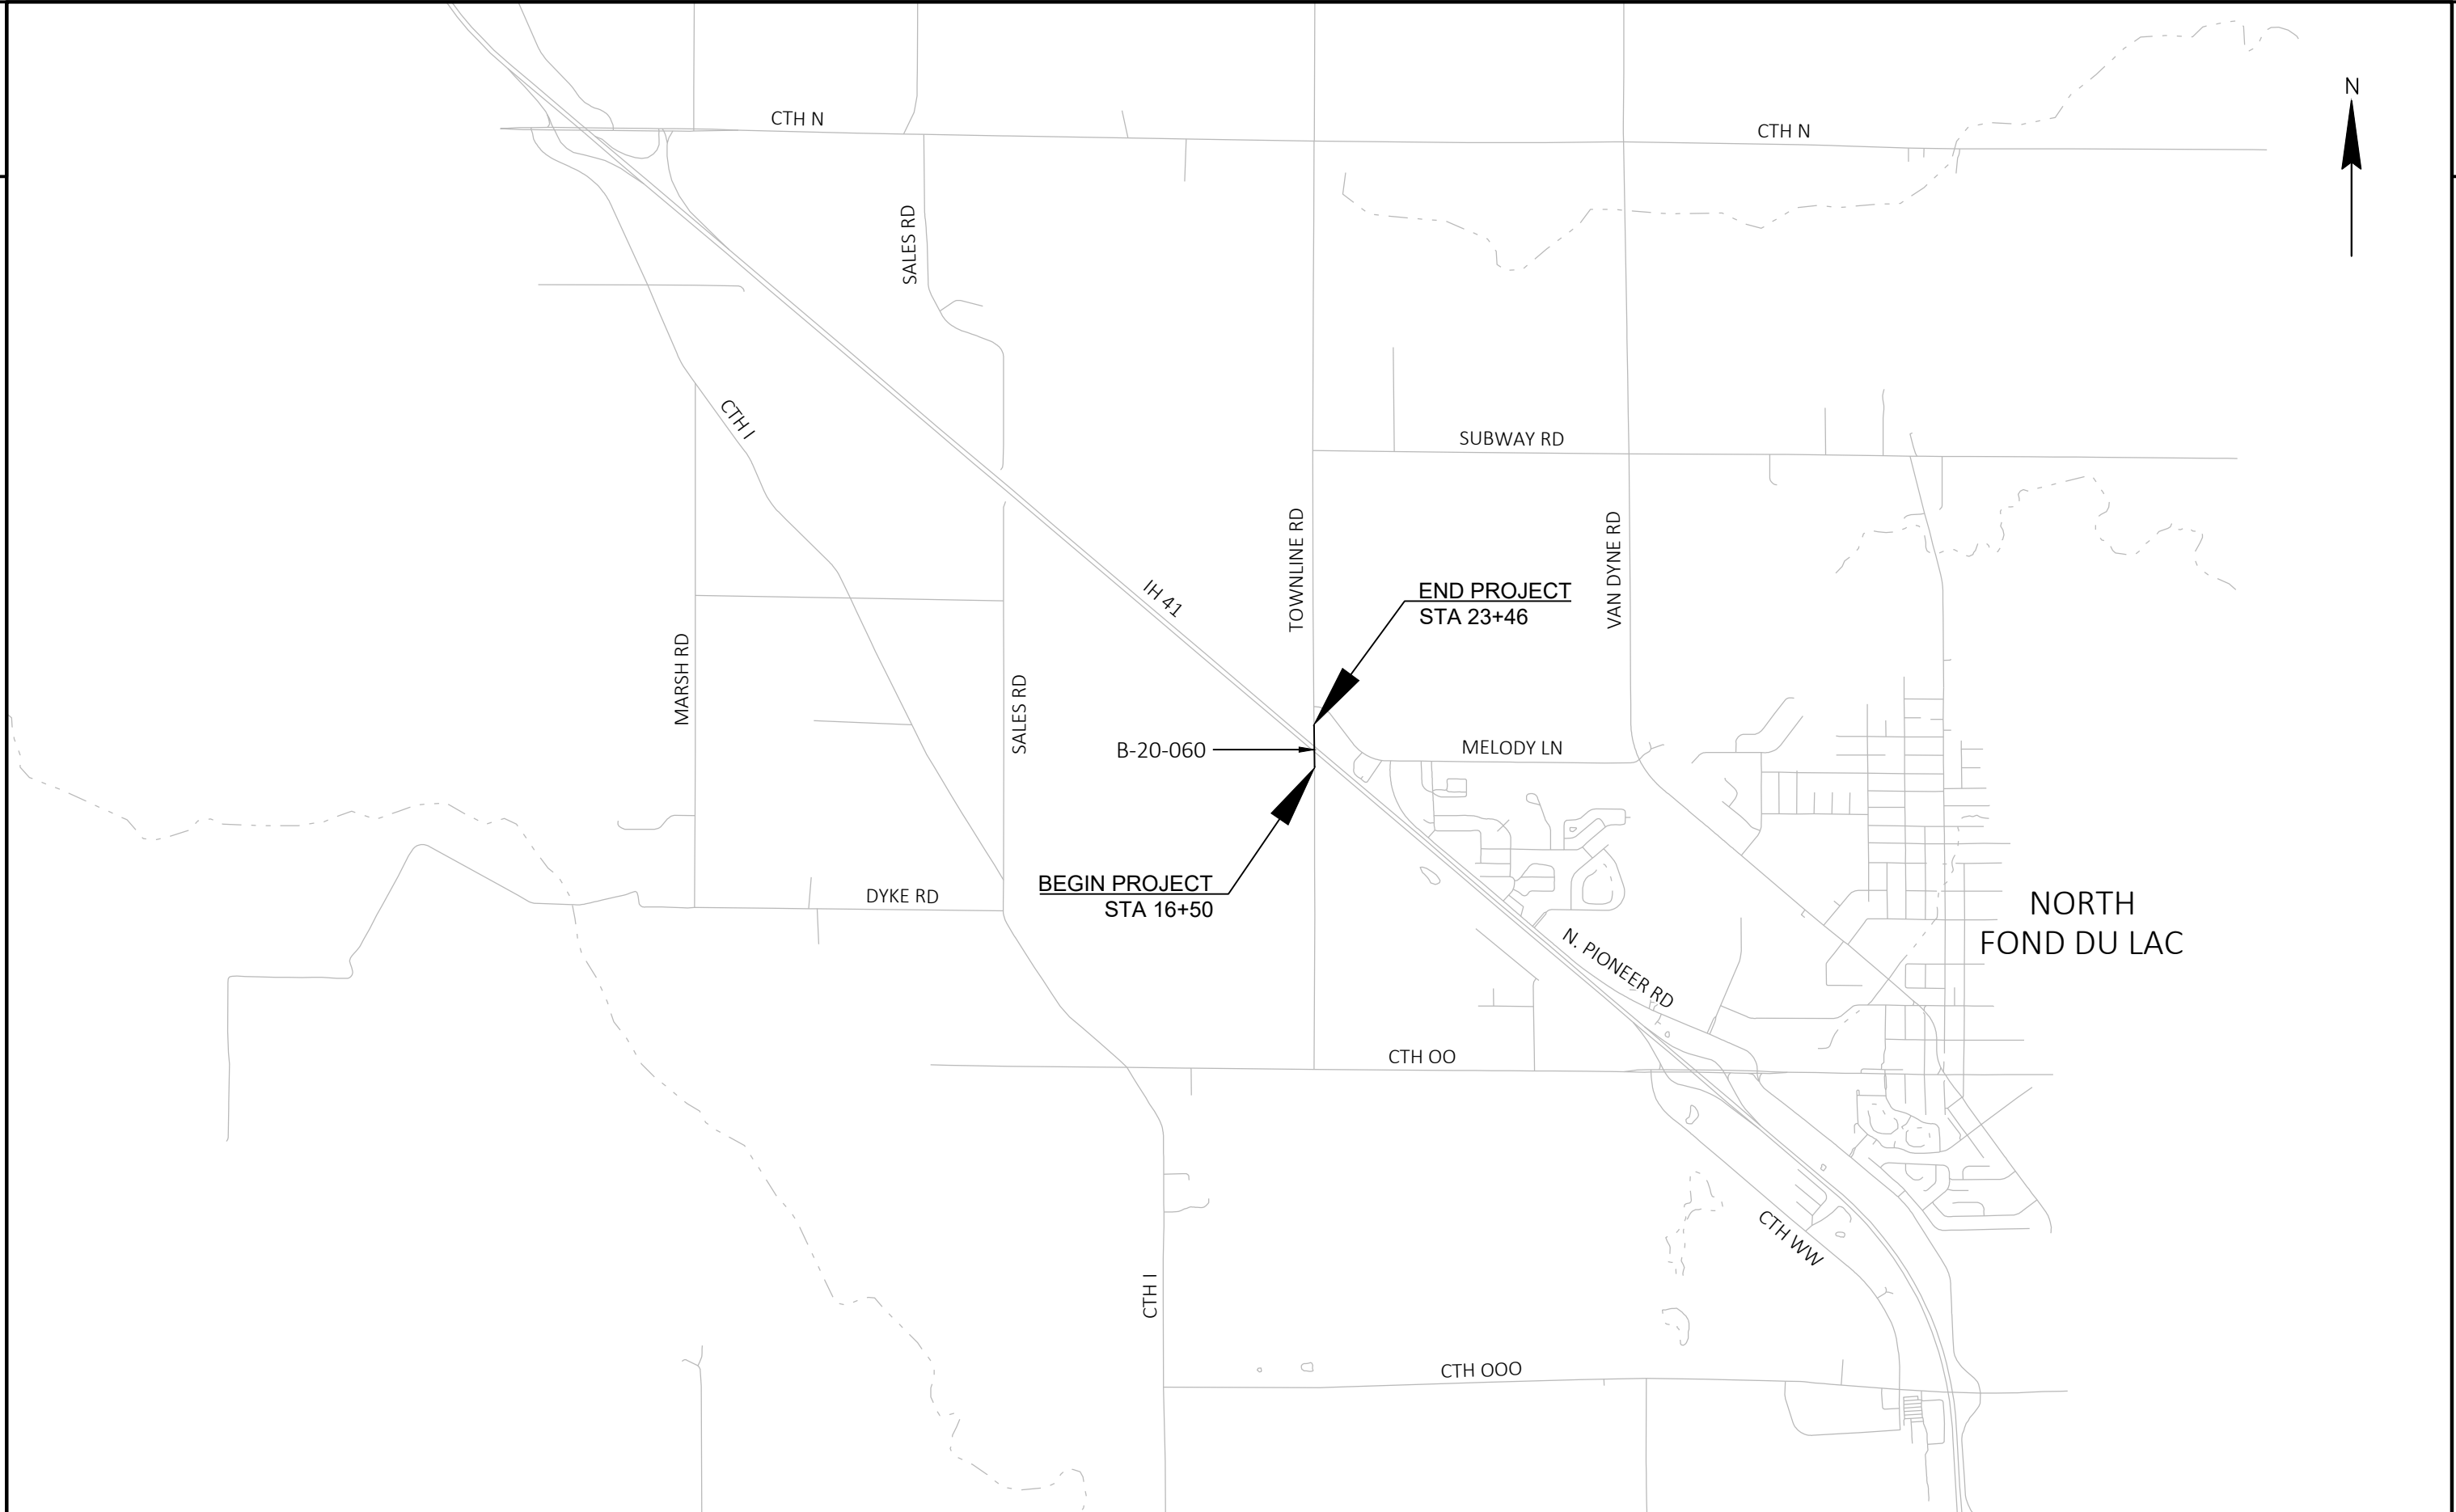 N
CTH N
CTH N
SALES RD
CTH I
SUBWAY RD
TOWNLINE RD
VAN DYNE RD
IH 41
END PROJECT
STA 23+46
MARSH RD
SALES RD
B-20-060
MELODY LN
BEGIN PROJECT
STA 16+50
DYKE RD
NORTH
FOND DU LAC
N. PIONEER RD
CTH OO
CTH WW
CTH I
CTH OOO